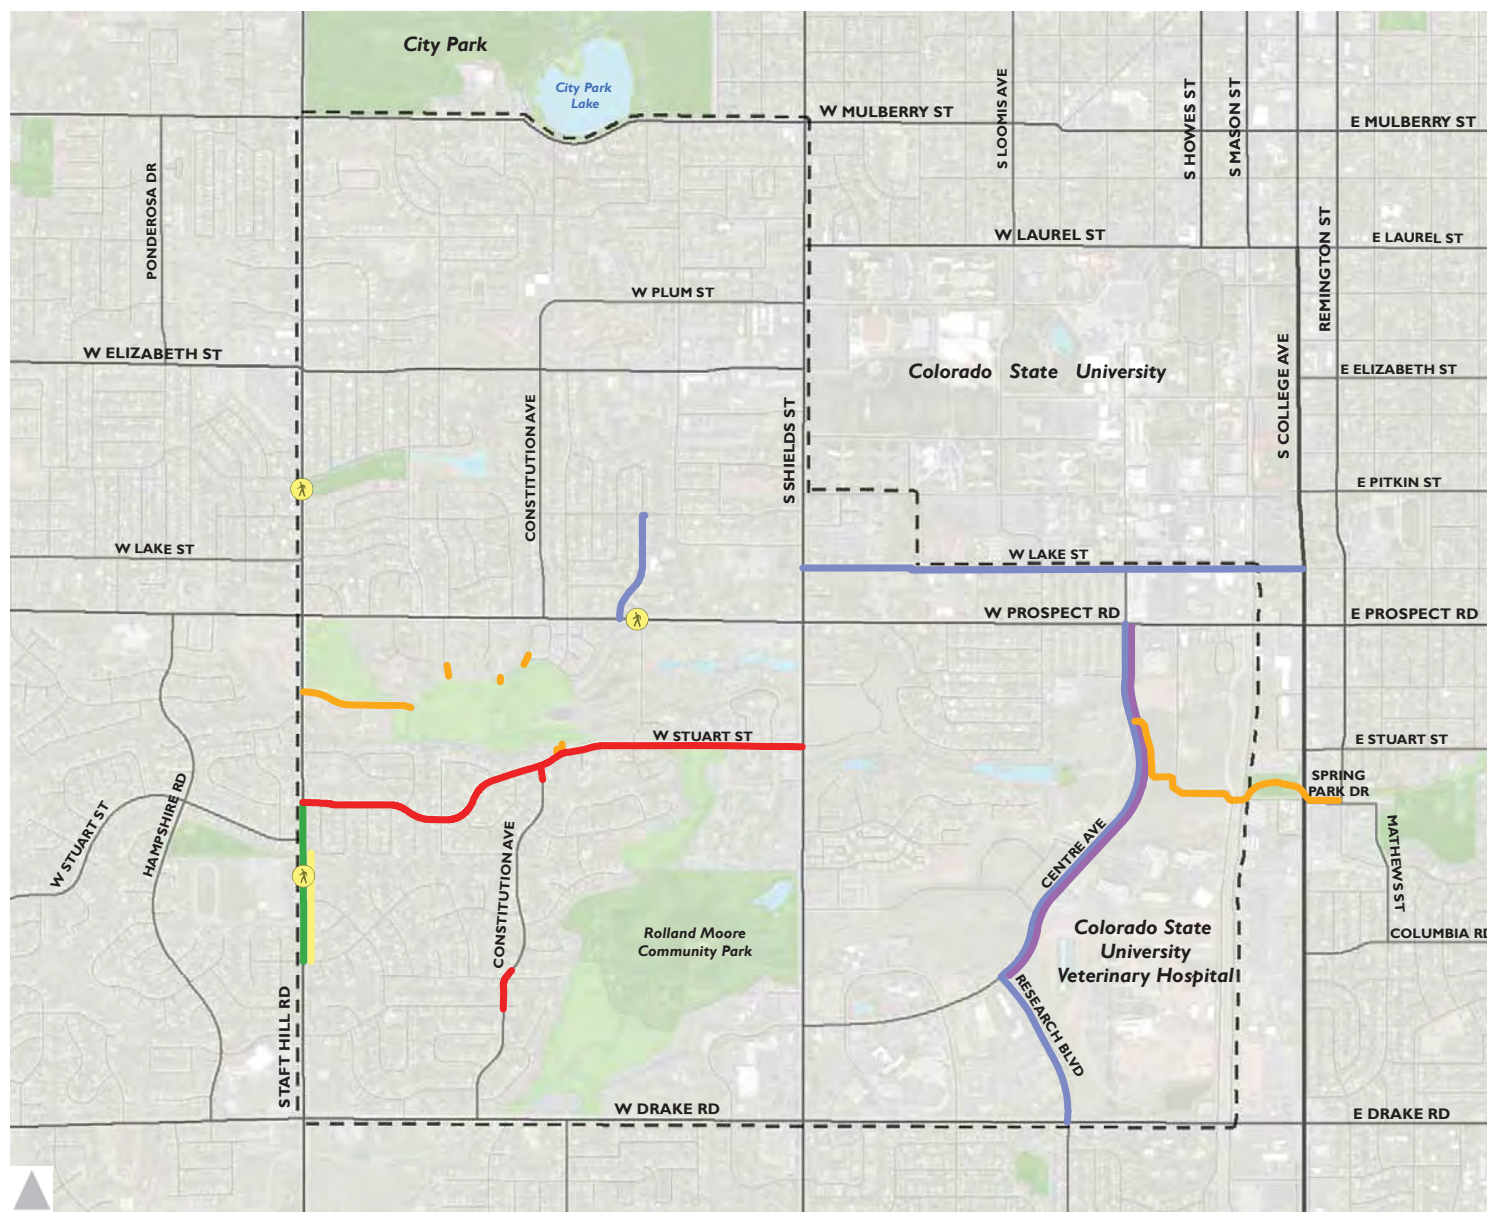 City Park
City Park
Lake
W MULBERRY ST
E MULBERRY ST
S LOOMIS AVE
S HOWES ST
S MASON ST
PONDEROSA DR
W LAUREL ST
E LAUREL ST
REMINGTON ST
W PLUM ST
W ELIZABETH ST
Colorado State University
E ELIZABETH ST
S COLLEGE AVE
CONSTITUTION AVE
S SHIELDS ST
E PITKIN ST
W LAKE ST
W LAKE ST
W PROSPECT RD
E PROSPECT RD
W STUART ST
E STUART ST
SPRING
PARK DR
W STUART ST
HAMPSHIRE RD
CONSTITUTION AVE
CENTRE AVE
MATHEWS ST
Rolland Moore
Community Park
Colorado State
University
Veterinary Hospital
COLUMBIA RD
STAFT HILL RD
RESEARCH BLVD
W DRAKE RD
E DRAKE RD